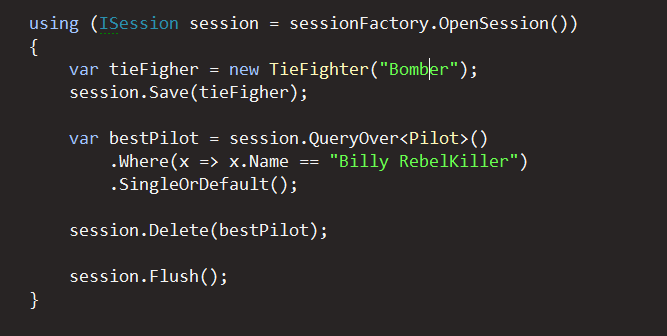 using (ISession session = sessionFactory.OpenSession())
{
    var tieFigher = new TieFighter("Bomber");
    session.Save(tieFigher);

    var bestPilot = session.QueryOver<Pilot>()
        .Where(x => x.Name == "Billy RebelKiller")
        .SingleOrDefault();

    session.Delete(bestPilot);

    session.Flush();
}